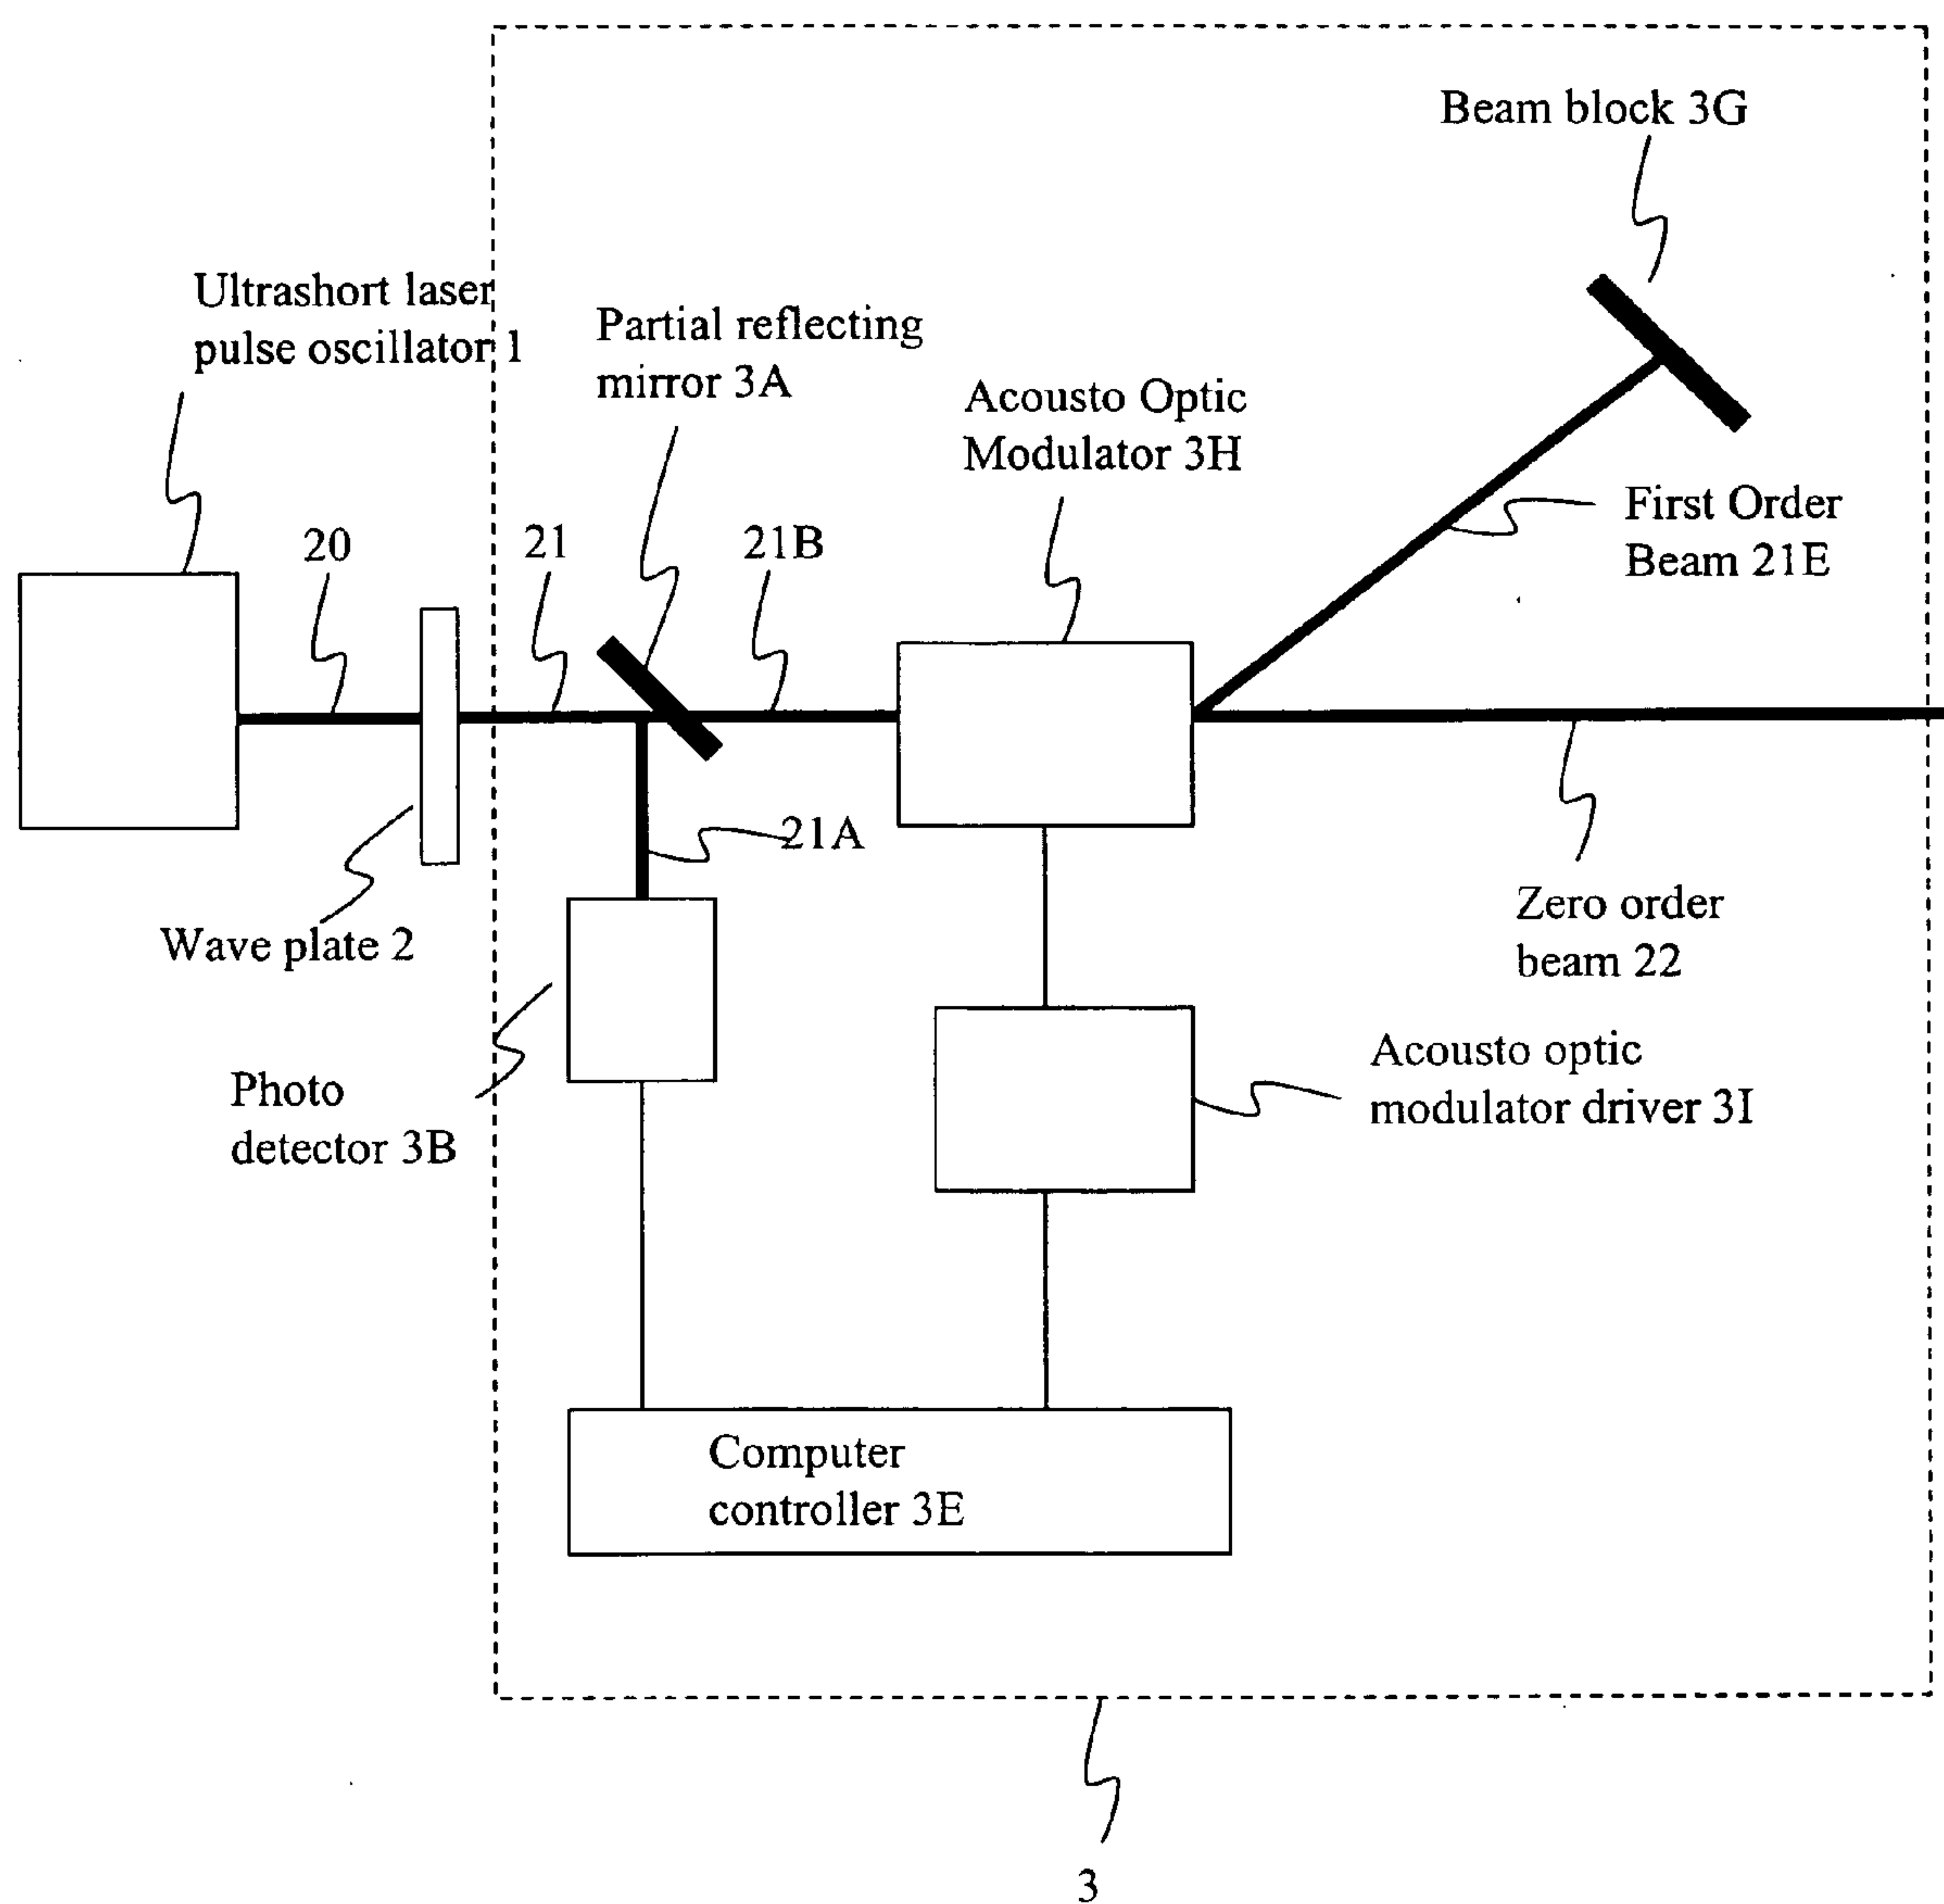 Beam block 3G
Ultrashort laser
pulse oscillator 1
Partial reflecting
mirror 3A
Acousto Optic
Modulator 3H
First Order
Beam 21E
20
21
21B
21A
Wave plate 2
Zero order
beam 22
Photo
detector 3B
Acousto optic
modulator driver 3I
Computer
controller 3E
3